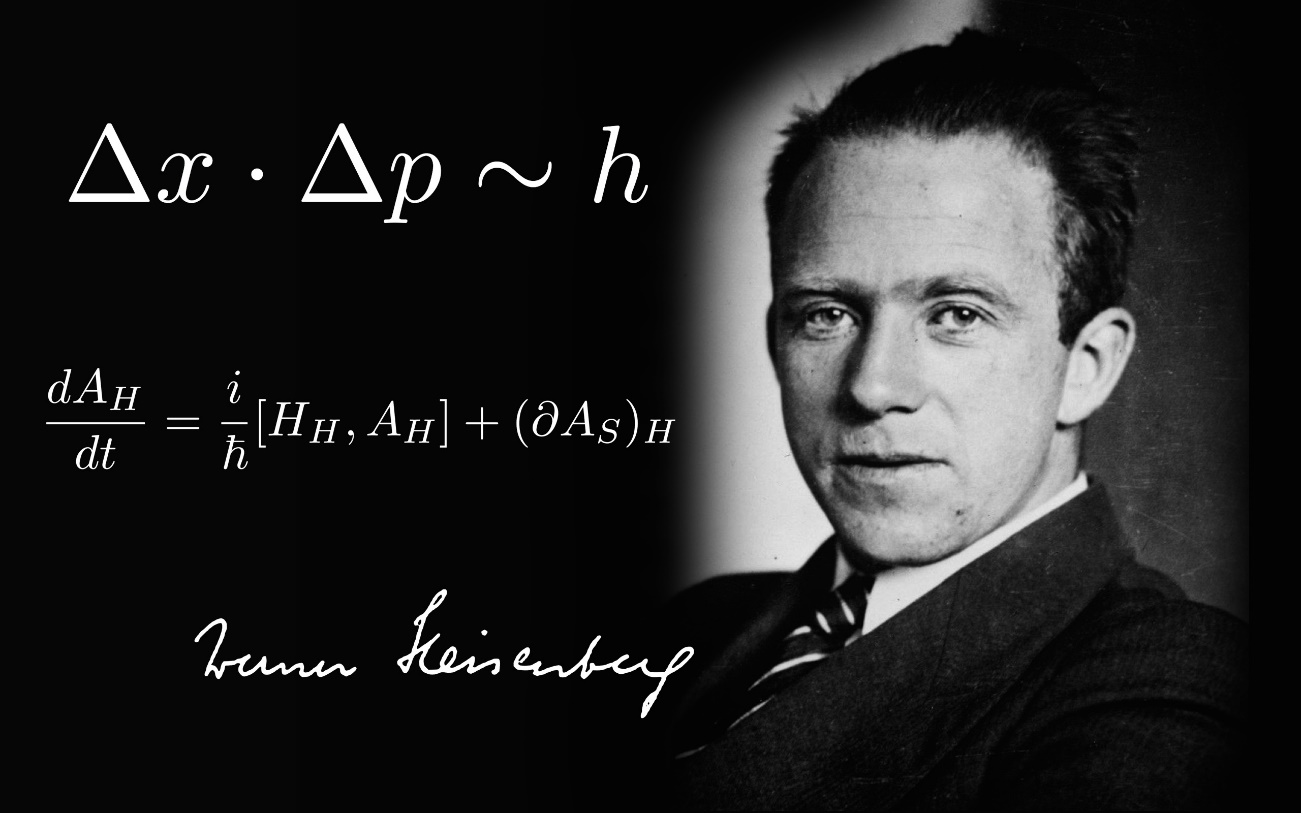 Δx · Δp ∼ h
dA_H/dt = i/ħ [H_H, A_H] + (∂A_S)_H
Werner Heisenberg